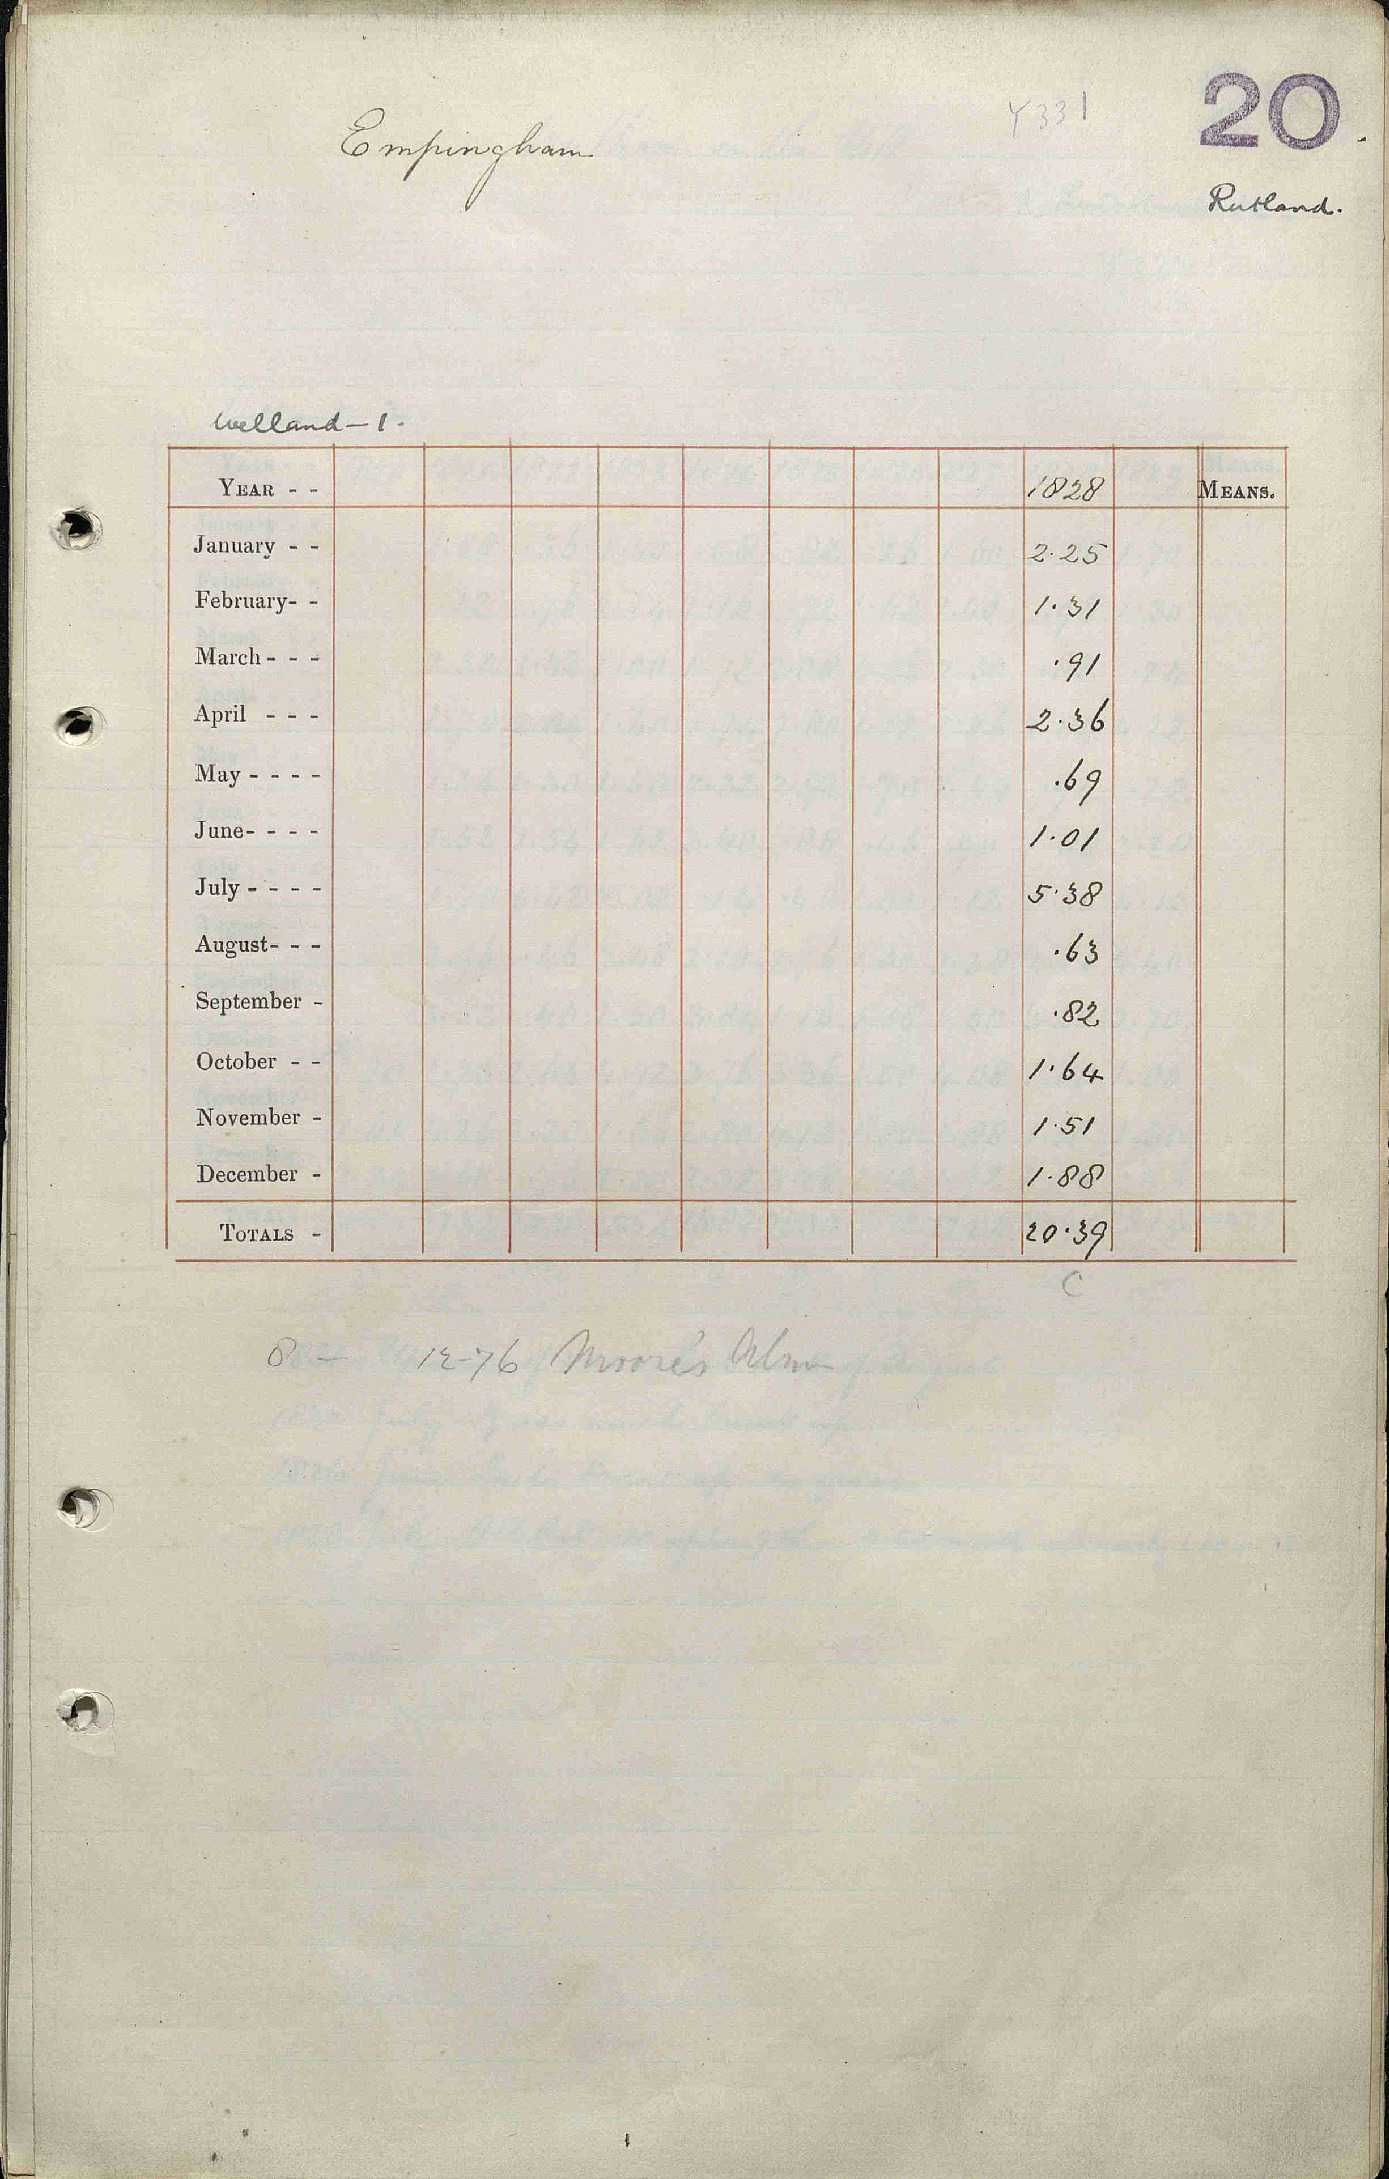 Y331
20
Empingham
Rutland.
Welland-1.
YEAR - - 1828 MEANS.
January - - 2.25
February- - 1.31
March- - - .91
April - - - 2.36
May- - - - .69
June- - - - 1.01
July- - - - 5.38
August- - - .63
September - .82
October - - 1.64
November - 1.51
December - 1.88
TOTALS - 20.39
C
8 - 12-76 Moore's Alm